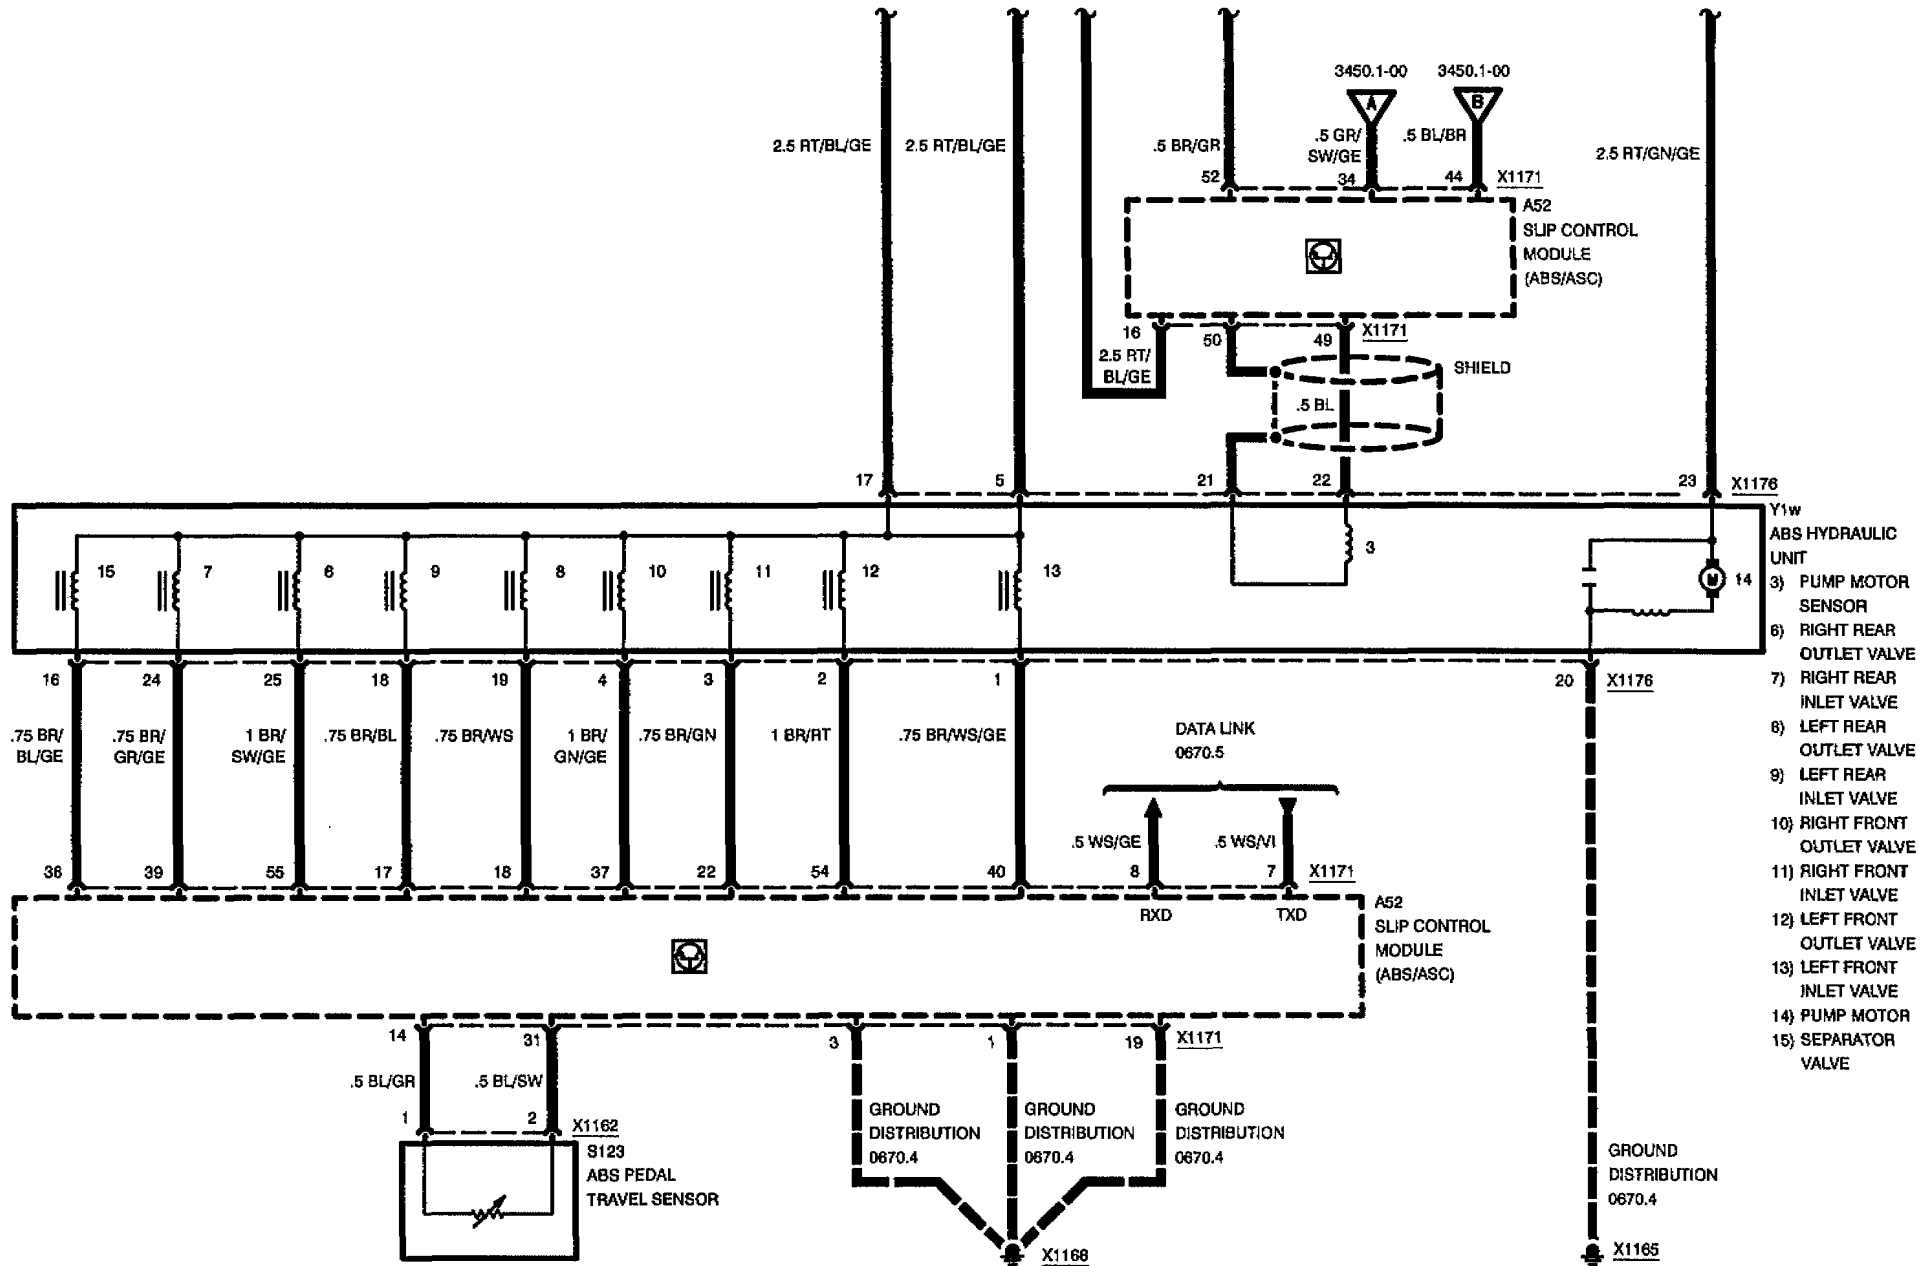 3450.1-00 3450.1-00
A B
2.5 RT/BL/GE 2.5 RT/BL/GE .5 BR/GR .5 GR/ .5 BL/BR 2.5 RT/GN/GE
SW/GE
52 34 44 X1171
A52
SLIP CONTROL
MODULE
(ABS/ASC)
16 50 49 X1171
2.5 RT/
BL/GE
SHIELD
.5 BL
17 5 21 22 23 X1176
Y1w
ABS HYDRAULIC
UNIT
3) PUMP MOTOR
SENSOR
6) RIGHT REAR
OUTLET VALVE
7) RIGHT REAR
INLET VALVE
8) LEFT REAR
OUTLET VALVE
9) LEFT REAR
INLET VALVE
10) RIGHT FRONT
OUTLET VALVE
11) RIGHT FRONT
INLET VALVE
12) LEFT FRONT
OUTLET VALVE
13) LEFT FRONT
INLET VALVE
14) PUMP MOTOR
15) SEPARATOR
VALVE
3
15 7 6 9 8 10 11 12 13 M 14
16 24 25 18 19 4 3 2 1 20 X1176
.75 BR/ .75 BR/ 1 BR/ .75 BR/BL .75 BR/WS 1 BR/ .75 BR/GN 1 BR/RT .75 BR/WS/GE
BL/GE GR/GE SW/GE GN/GE
DATA LINK
0670.5
.5 WS/GE .5 WS/VI
36 39 55 17 18 37 22 54 40 8 7 X1171
RXD TXD
A52
SLIP CONTROL
MODULE
(ABS/ASC)
14 31 3 1 19 X1171
.5 BL/GR .5 BL/SW
1 2 X1162
S123
ABS PEDAL
TRAVEL SENSOR
GROUND GROUND GROUND
DISTRIBUTION DISTRIBUTION DISTRIBUTION
0670.4 0670.4 0670.4
GROUND
DISTRIBUTION
0670.4
X1166 X1165